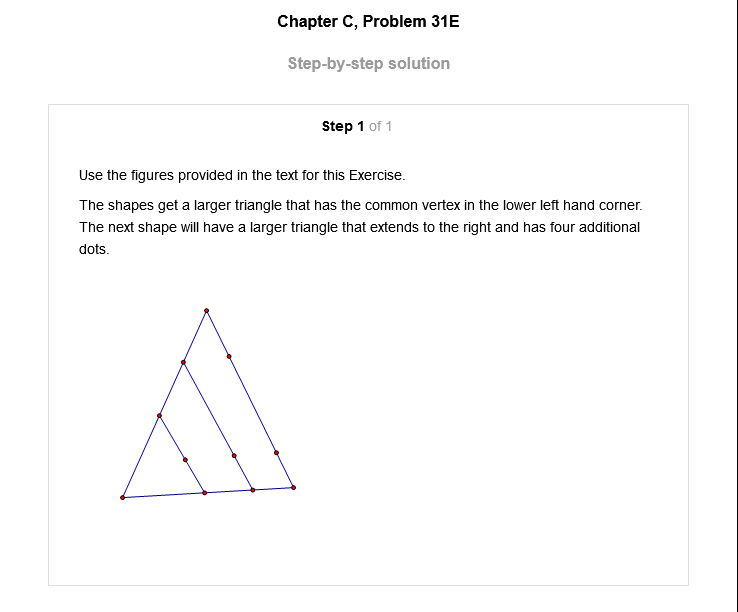 Chapter C, Problem 31E
Step-by-step solution
Step 1 of 1
Use the figures provided in the text for this Exercise.
The shapes get a larger triangle that has the common vertex in the lower left hand corner.
The next shape will have a larger triangle that extends to the right and has four additional
dots.